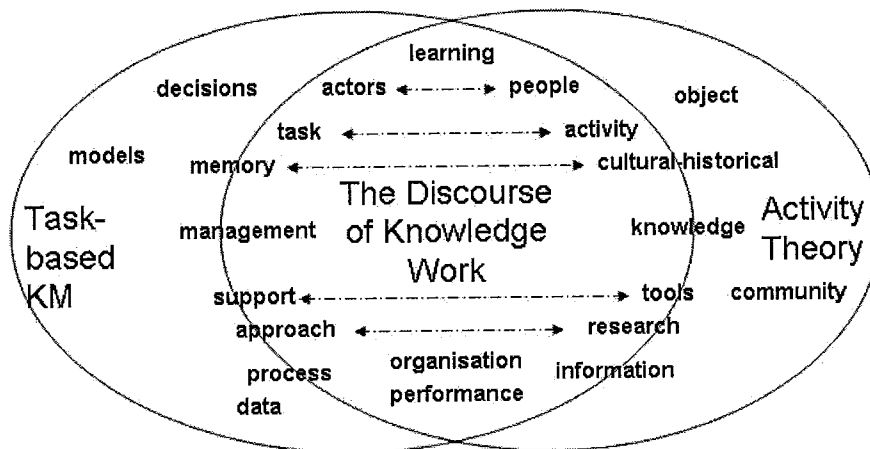 learning
decisions
actors
people
object
task
activity
models
memory
cultural-historical
Task-
based
KM
management
The Discourse
of Knowledge
Work
knowledge
Activity
Theory
support
tools
community
approach
research
process
organisation
information
data
performance